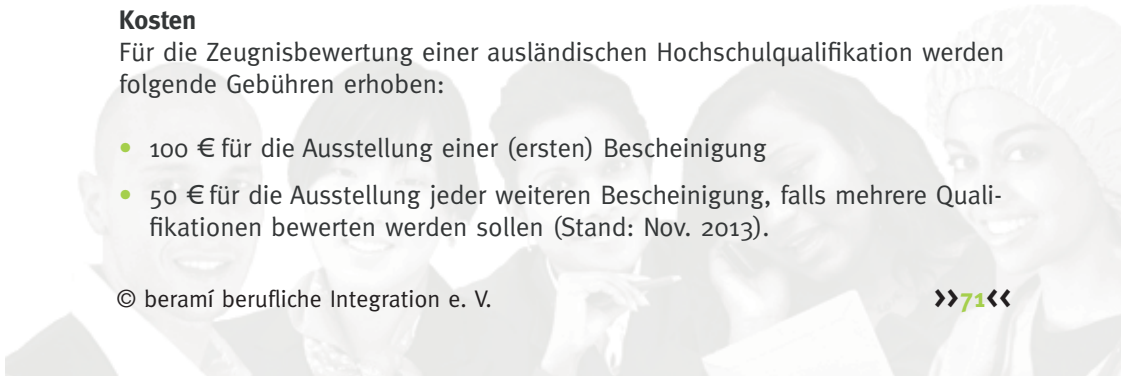 Kosten
Für die Zeugnisbewertung einer ausländischen Hochschulqualifikation werden
folgende Gebühren erhoben:
• 100 € für die Ausstellung einer (ersten) Bescheinigung
• 50 € für die Ausstellung jeder weiteren Bescheinigung, falls mehrere Quali-
fikationen bewerten werden sollen (Stand: Nov. 2013).
© beramí berufliche Integration e. V.
››71‹‹